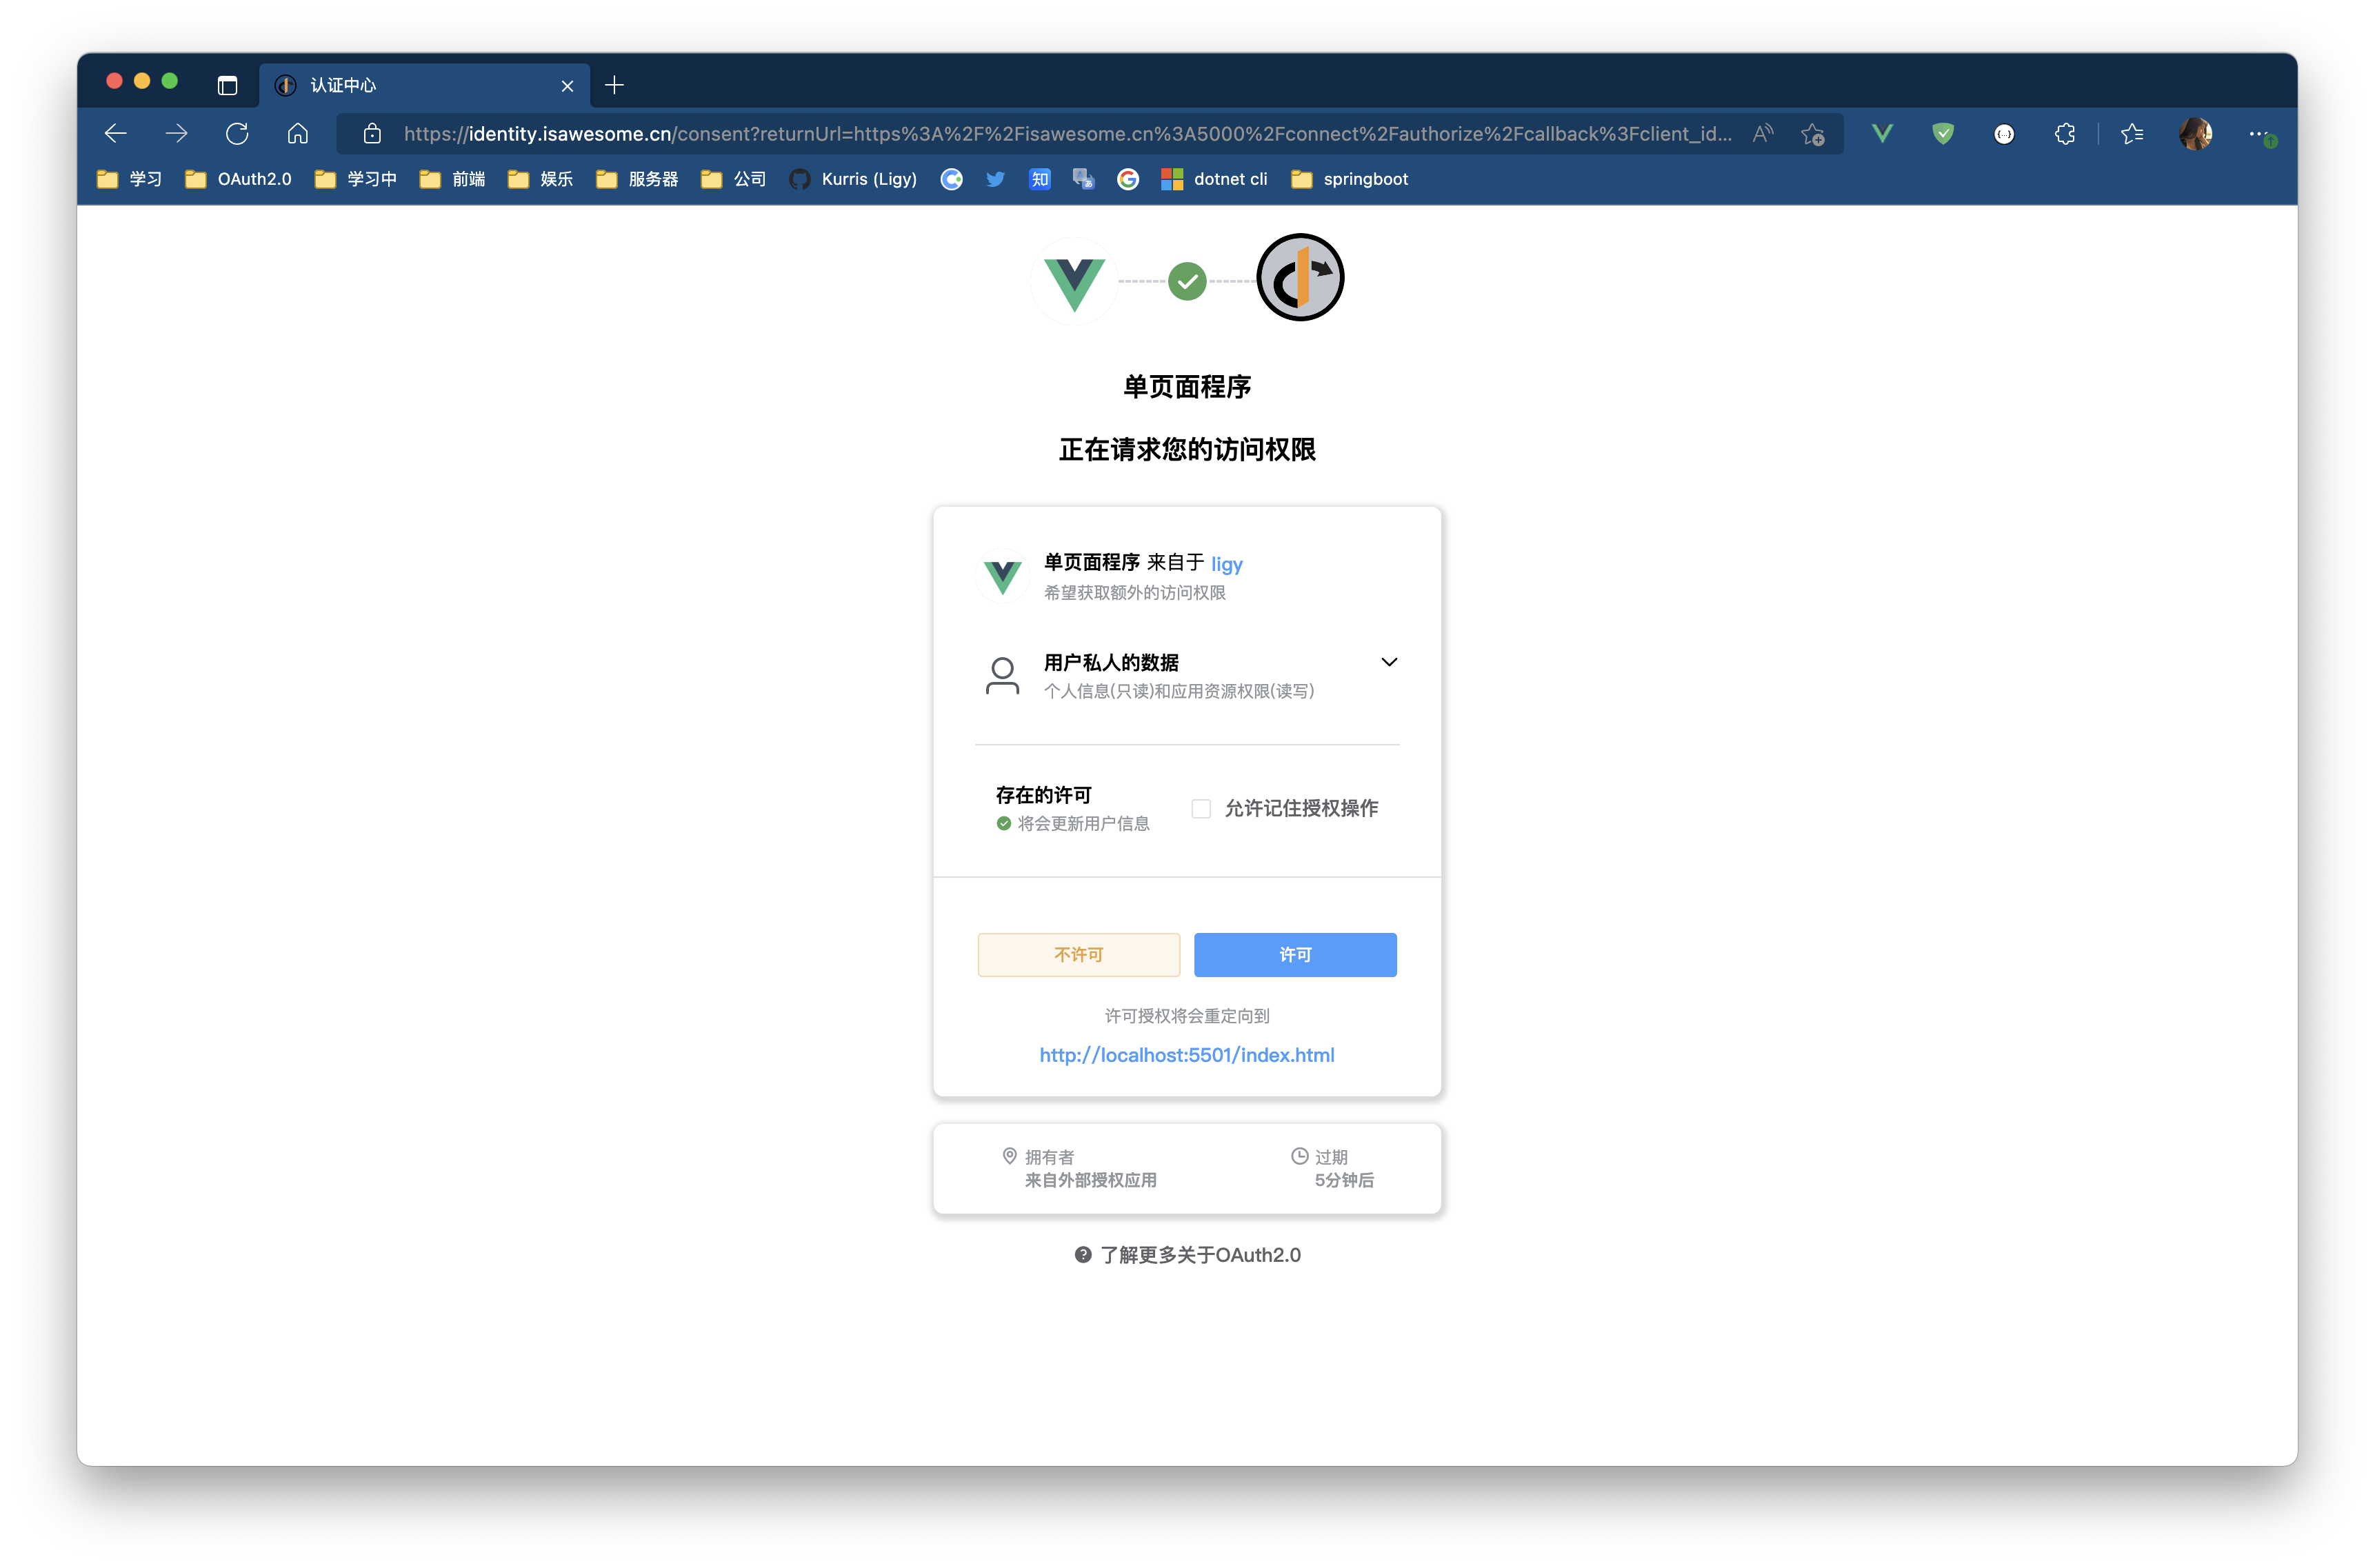 认证中心
https://identity.isawesome.cn/consent?returnUrl=https%3A%2F%2Fisawesome.cn%3A5000%2Fconnect%2Fauthorize%2Fcallback%3Fclient_id...
学习 OAuth2.0 学习中 前端 娱乐 服务器 公司 Kurris (Ligy) 知 dotnet cli springboot
单页面程序
正在请求您的访问权限
单页面程序 来自于 ligy
希望获取额外的访问权限
用户私人的数据
个人信息(只读)和应用资源权限(读写)
存在的许可
将会更新用户信息
允许记住授权操作
不许可 许可
许可授权将会重定向到
http://localhost:5501/index.html
拥有者
来自外部授权应用
过期
5分钟后
了解更多关于OAuth2.0